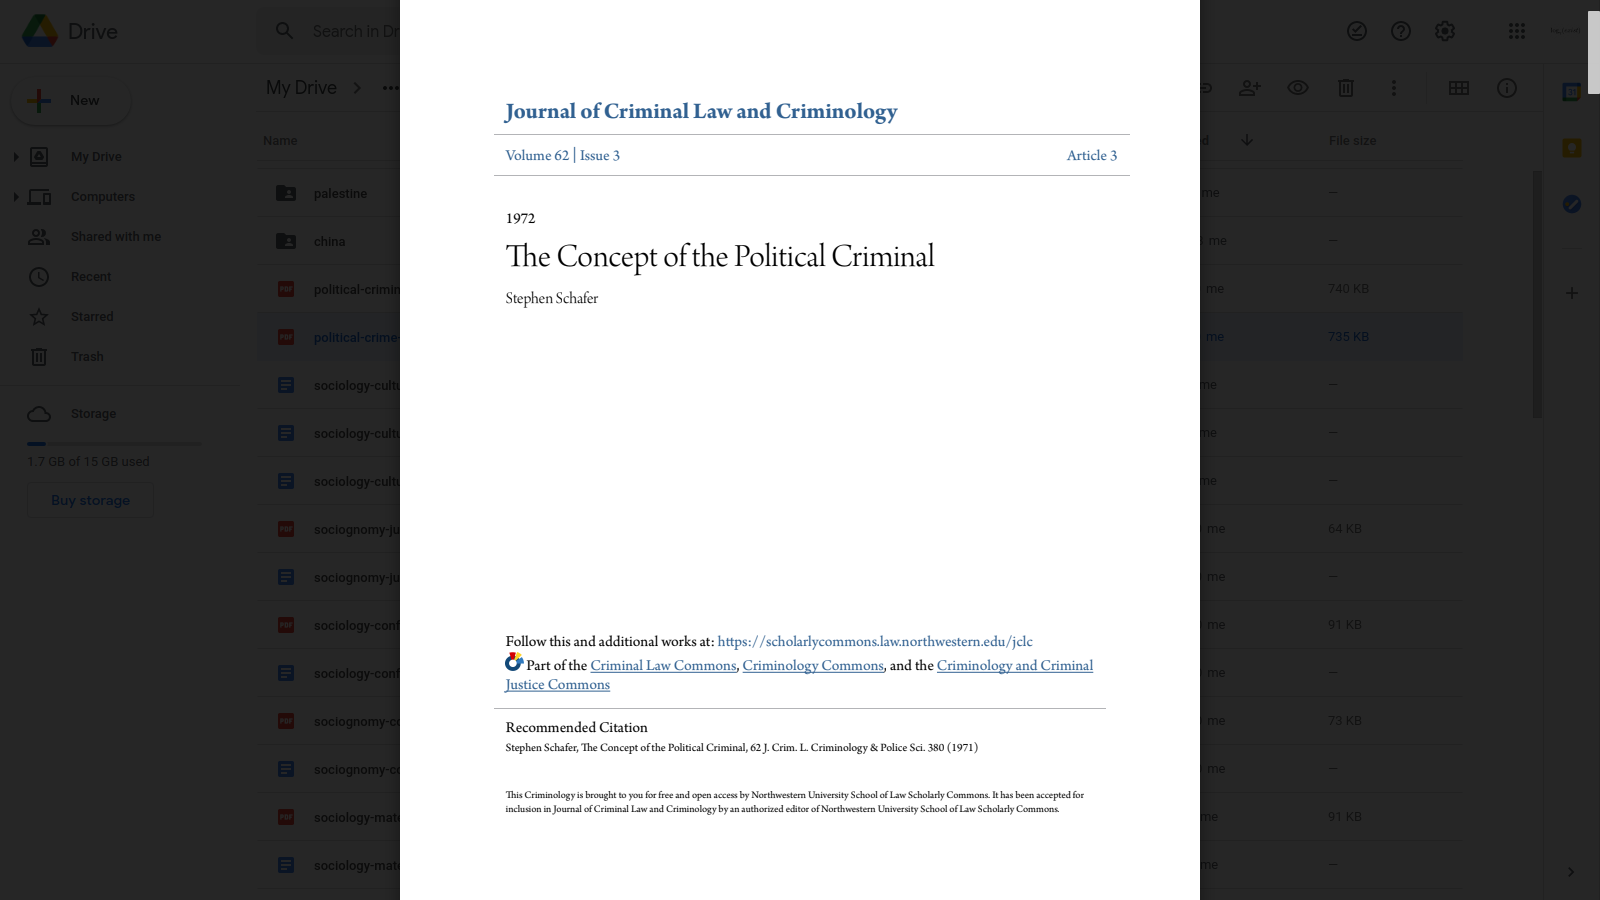 Drive
Search in Dr
New
My Drive
Computers
Shared with me
Recent
Starred
Trash
Storage
1.7 GB of 15 GB used
Buy storage
My Drive
Name
File size
palestine
me
—
china
me
—
political-crimin
me
740 KB
political-crime-
me
735 KB
sociology-cultu
me
—
sociology-cultu
me
—
sociology-cultu
me
—
sociognomy-ju
me
64 KB
sociognomy-ju
me
—
sociology-conf
me
91 KB
sociology-conf
me
—
sociognomy-co
me
73 KB
sociognomy-co
me
—
sociology-mate
me
91 KB
sociology-mate
me
—
Journal of Criminal Law and Criminology
Volume 62 | Issue 3
Article 3
1972
The Concept of the Political Criminal
Stephen Schafer
Follow this and additional works at: https://scholarlycommons.law.northwestern.edu/jclc
Part of the Criminal Law Commons, Criminology Commons, and the Criminology and Criminal
Justice Commons
Recommended Citation
Stephen Schafer, The Concept of the Political Criminal, 62 J. Crim. L. Criminology & Police Sci. 380 (1971)
This Criminology is brought to you for free and open access by Northwestern University School of Law Scholarly Commons. It has been accepted for
inclusion in Journal of Criminal Law and Criminology by an authorized editor of Northwestern University School of Law Scholarly Commons.